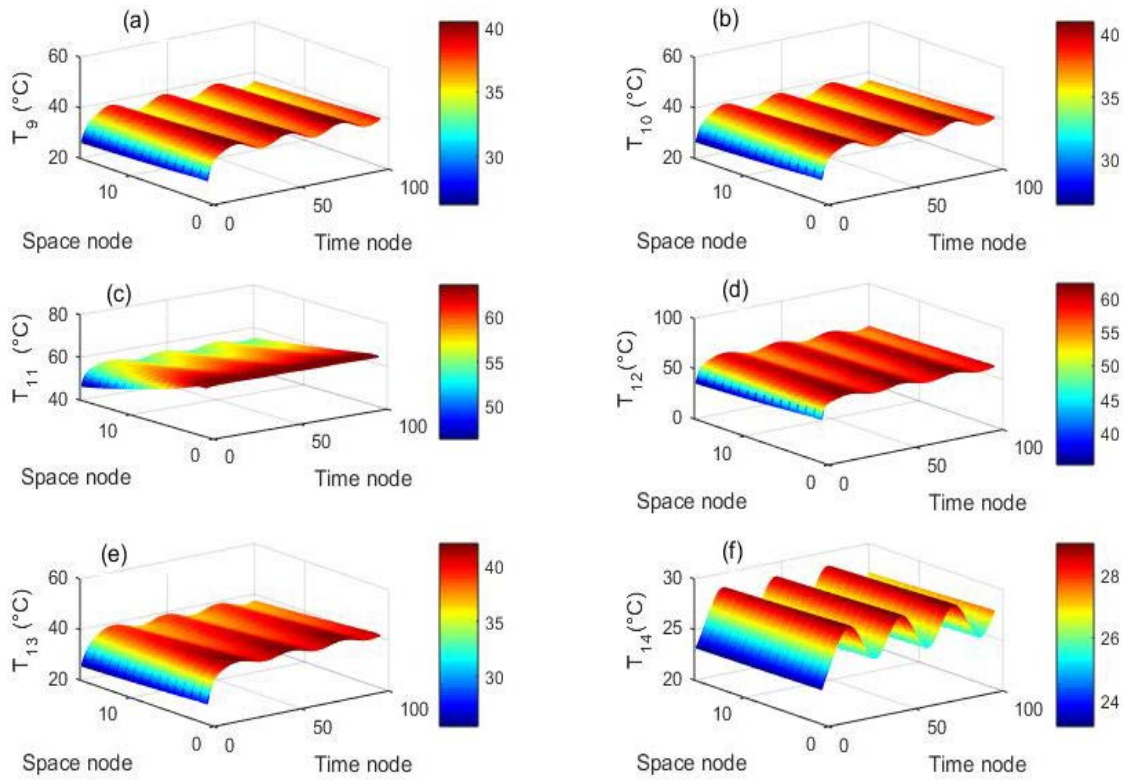 (a)
60
40
20
T9 (°C)
10
0
0
50
100
Space node
Time node
40
35
30
(b)
60
40
20
T10 (°C)
10
0
0
50
100
Space node
Time node
40
35
30
(c)
80
60
40
T11 (°C)
10
0
0
50
100
Space node
Time node
60
55
50
(d)
100
50
0
T12 (°C)
10
0
0
50
100
Space node
Time node
60
55
50
45
40
(e)
60
40
20
T13 (°C)
10
0
0
50
100
Space node
Time node
40
35
30
(f)
30
25
20
T14 (°C)
10
0
0
50
100
Space node
Time node
28
26
24